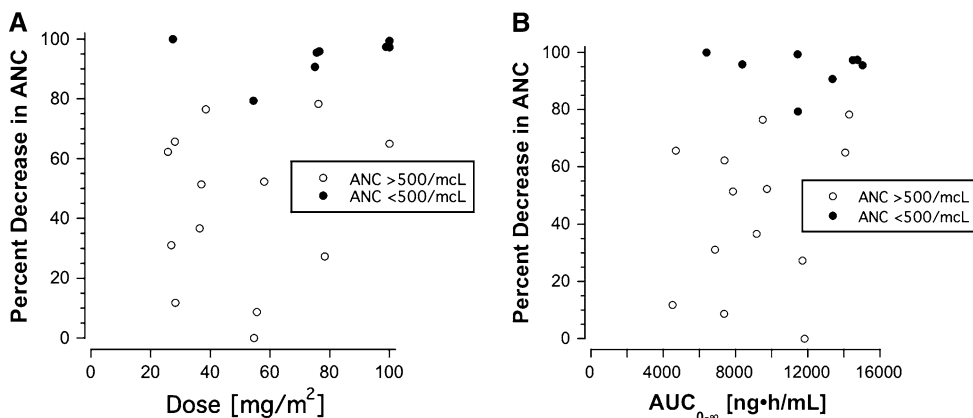 A
Percent Decrease in ANC
100
80
60
40
20
0
0 20 40 60 80 100
Dose [mg/m²]
ANC >500/mcL
ANC <500/mcL
B
Percent Decrease in ANC
100
80
60
40
20
0
0 4000 8000 12000 16000
AUC₀₋∞ [ng•h/mL]
ANC >500/mcL
ANC <500/mcL